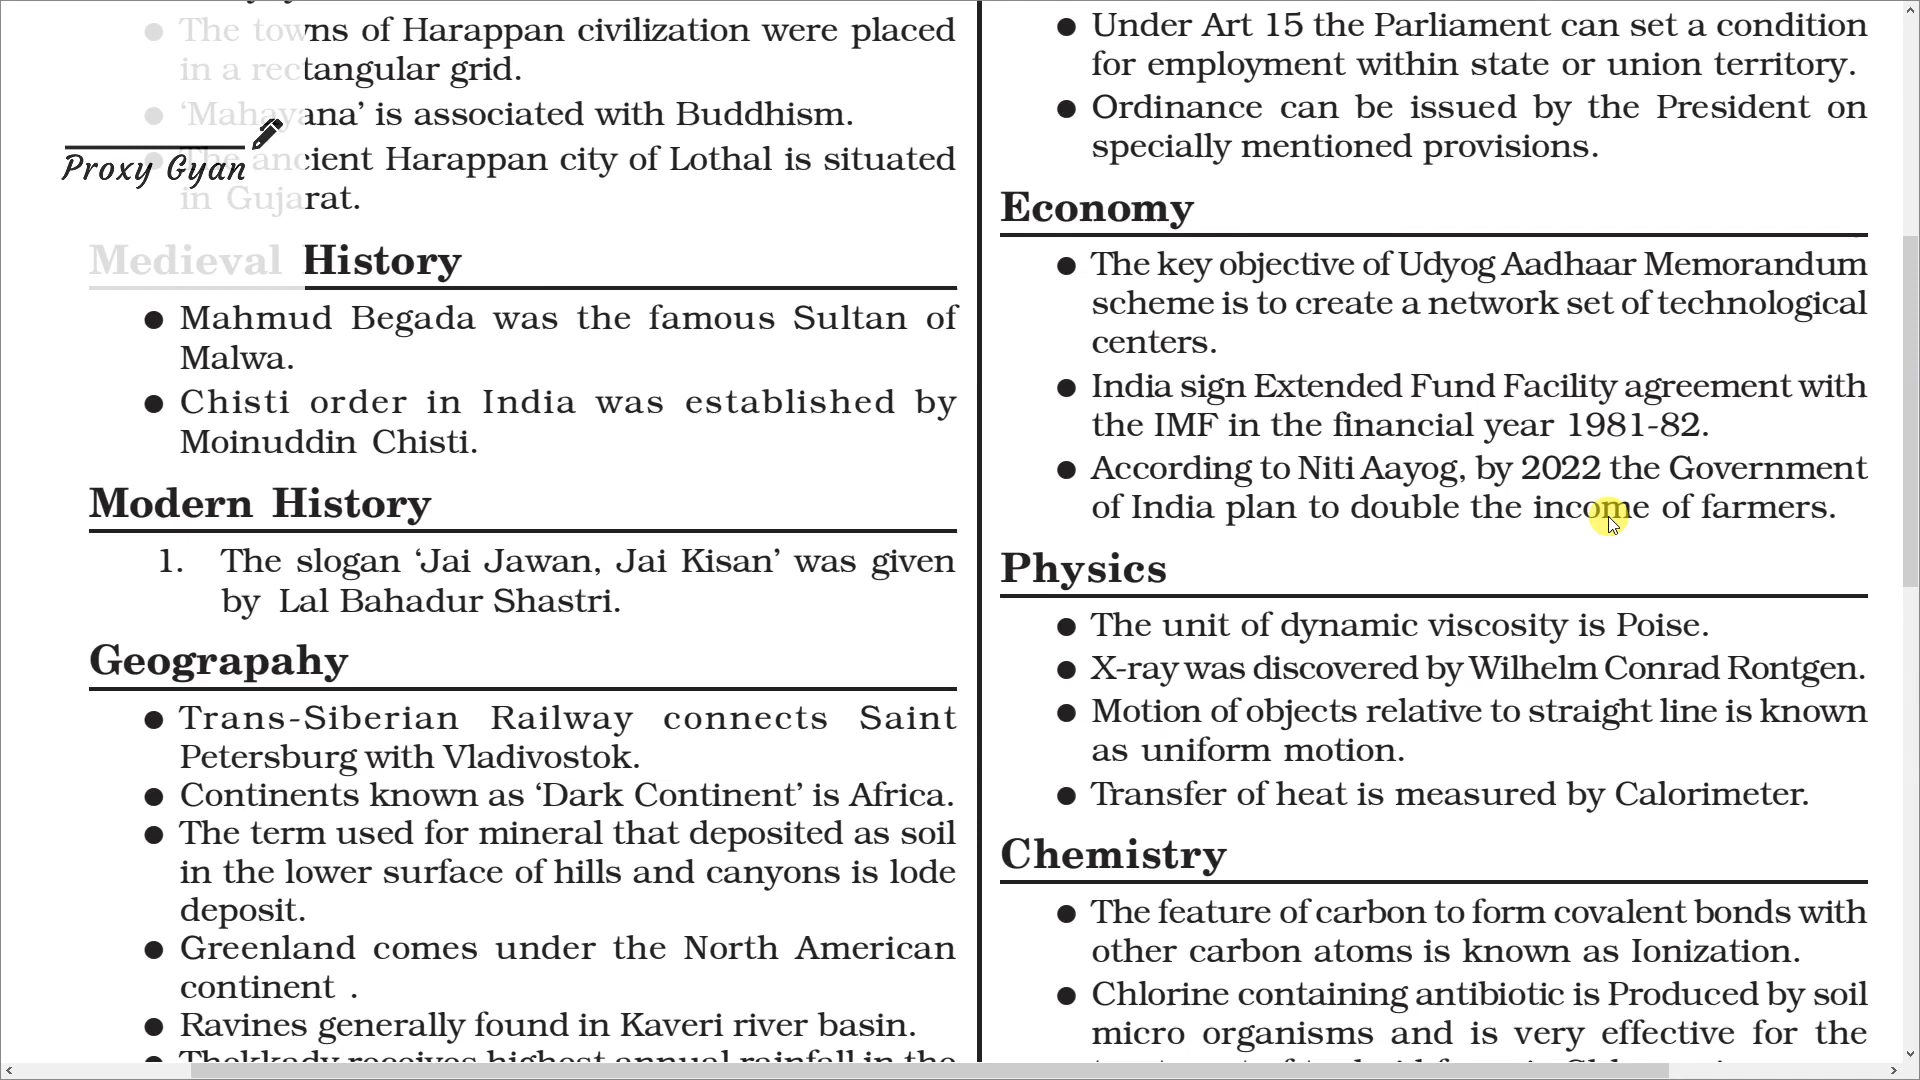 The towns of Harappan civilization were placed
in a rectangular grid.
‘Mahayana’ is associated with Buddhism.
The ancient Harappan city of Lothal is situated
in Gujarat.
Proxy Gyan
Medieval History
Mahmud Begada was the famous Sultan of
Malwa.
Chisti order in India was established by
Moinuddin Chisti.
Modern History
1. The slogan ‘Jai Jawan, Jai Kisan’ was given
by Lal Bahadur Shastri.
Geograpahy
Trans-Siberian Railway connects Saint
Petersburg with Vladivostok.
Continents known as ‘Dark Continent’ is Africa.
The term used for mineral that deposited as soil
in the lower surface of hills and canyons is lode
deposit.
Greenland comes under the North American
continent .
Ravines generally found in Kaveri river basin.
Thekkady receives highest annual rainfall in the
Under Art 15 the Parliament can set a condition
for employment within state or union territory.
Ordinance can be issued by the President on
specially mentioned provisions.
Economy
The key objective of Udyog Aadhaar Memorandum
scheme is to create a network set of technological
centers.
India sign Extended Fund Facility agreement with
the IMF in the financial year 1981-82.
According to Niti Aayog, by 2022 the Government
of India plan to double the income of farmers.
Physics
The unit of dynamic viscosity is Poise.
X-ray was discovered by Wilhelm Conrad Rontgen.
Motion of objects relative to straight line is known
as uniform motion.
Transfer of heat is measured by Calorimeter.
Chemistry
The feature of carbon to form covalent bonds with
other carbon atoms is known as Ionization.
Chlorine containing antibiotic is Produced by soil
micro organisms and is very effective for the